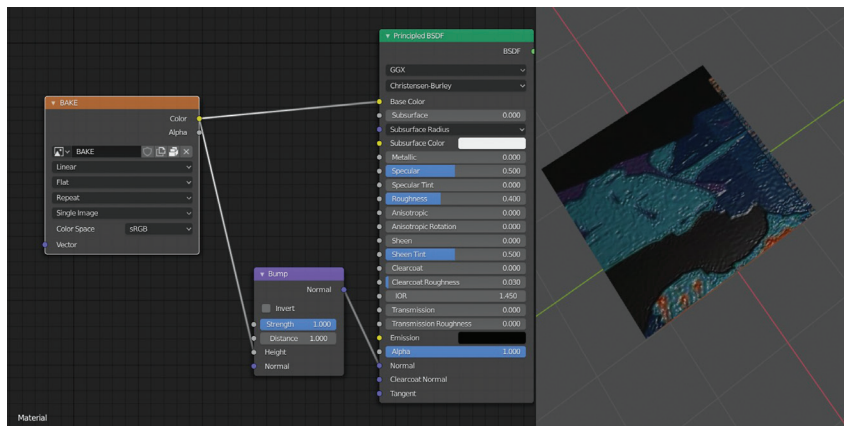 Principled BSDF
BSDF
GGX
Christensen-Burley
Base Color
Subsurface 0.000
Subsurface Radius
Subsurface Color
Metallic 0.000
Specular 0.500
Specular Tint 0.000
Roughness 0.400
Anisotropic 0.000
Anisotropic Rotation 0.000
Sheen 0.000
Sheen Tint 0.500
Clearcoat 0.000
Clearcoat Roughness 0.030
IOR 1.450
Transmission 0.000
Transmission Roughness 0.000
Emission
Alpha 1.000
Normal
Clearcoat Normal
Tangent
BAKE
Color
Alpha
BAKE
Linear
Flat
Repeat
Single Image
Color Space sRGB
Vector
Bump
Normal
Invert
Strength 1.000
Distance 1.000
Height
Normal
Material